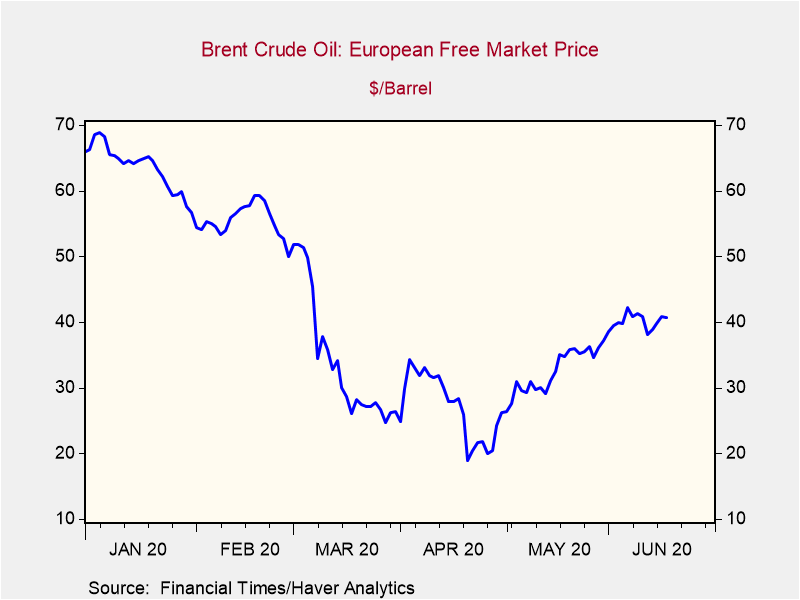 Brent Crude Oil: European Free Market Price
$/Barrel
70 70
60 60
50 50
40 40
30 30
20 20
10 10
JAN 20 FEB 20 MAR 20 APR 20 MAY 20 JUN 20
Source:  Financial Times/Haver Analytics